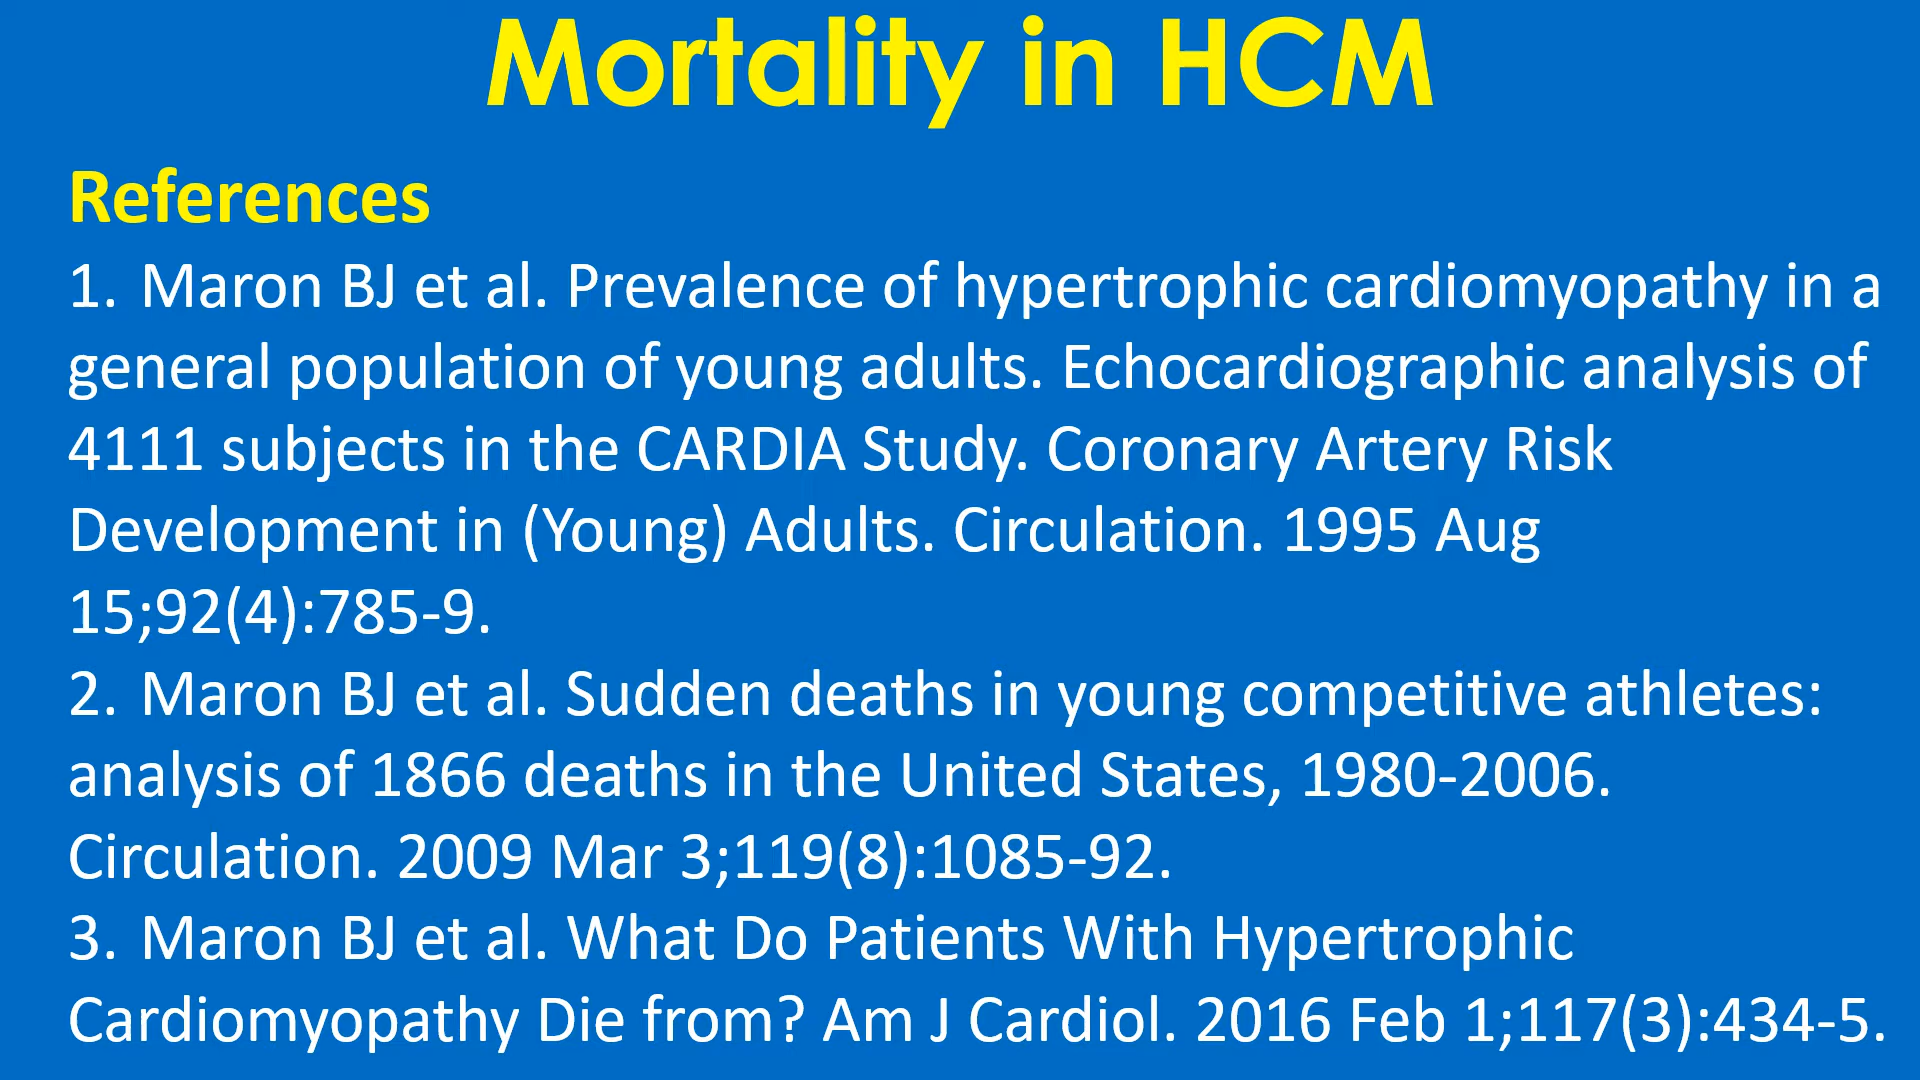 Mortality in HCM
References
1. Maron BJ et al. Prevalence of hypertrophic cardiomyopathy in a
general population of young adults. Echocardiographic analysis of
4111 subjects in the CARDIA Study. Coronary Artery Risk
Development in (Young) Adults. Circulation. 1995 Aug
15;92(4):785-9.
2. Maron BJ et al. Sudden deaths in young competitive athletes:
analysis of 1866 deaths in the United States, 1980-2006.
Circulation. 2009 Mar 3;119(8):1085-92.
3. Maron BJ et al. What Do Patients With Hypertrophic
Cardiomyopathy Die from? Am J Cardiol. 2016 Feb 1;117(3):434-5.